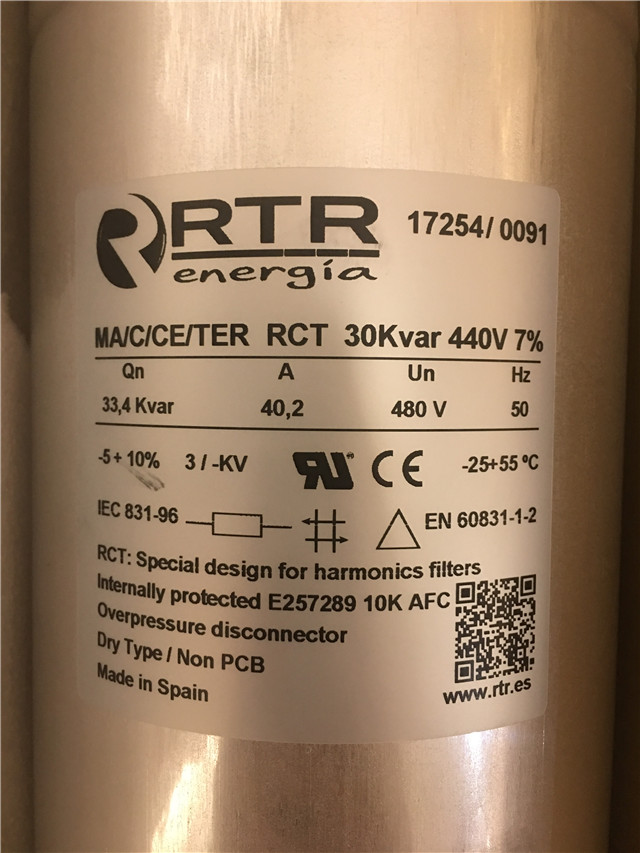 RTR
energía
17254/0091
MA/C/CE/TER RCT 30Kvar 440V 7%
Qn A Un Hz
33,4 Kvar 40,2 480 V 50
-5+10% 3 / -KV CE -25+55 ºC
IEC 831-96 EN 60831-1-2
RCT: Special design for harmonics filters
Internally protected E257289 10K AFC
Overpressure disconnector
Dry Type / Non PCB
Made in Spain
www.rtr.es